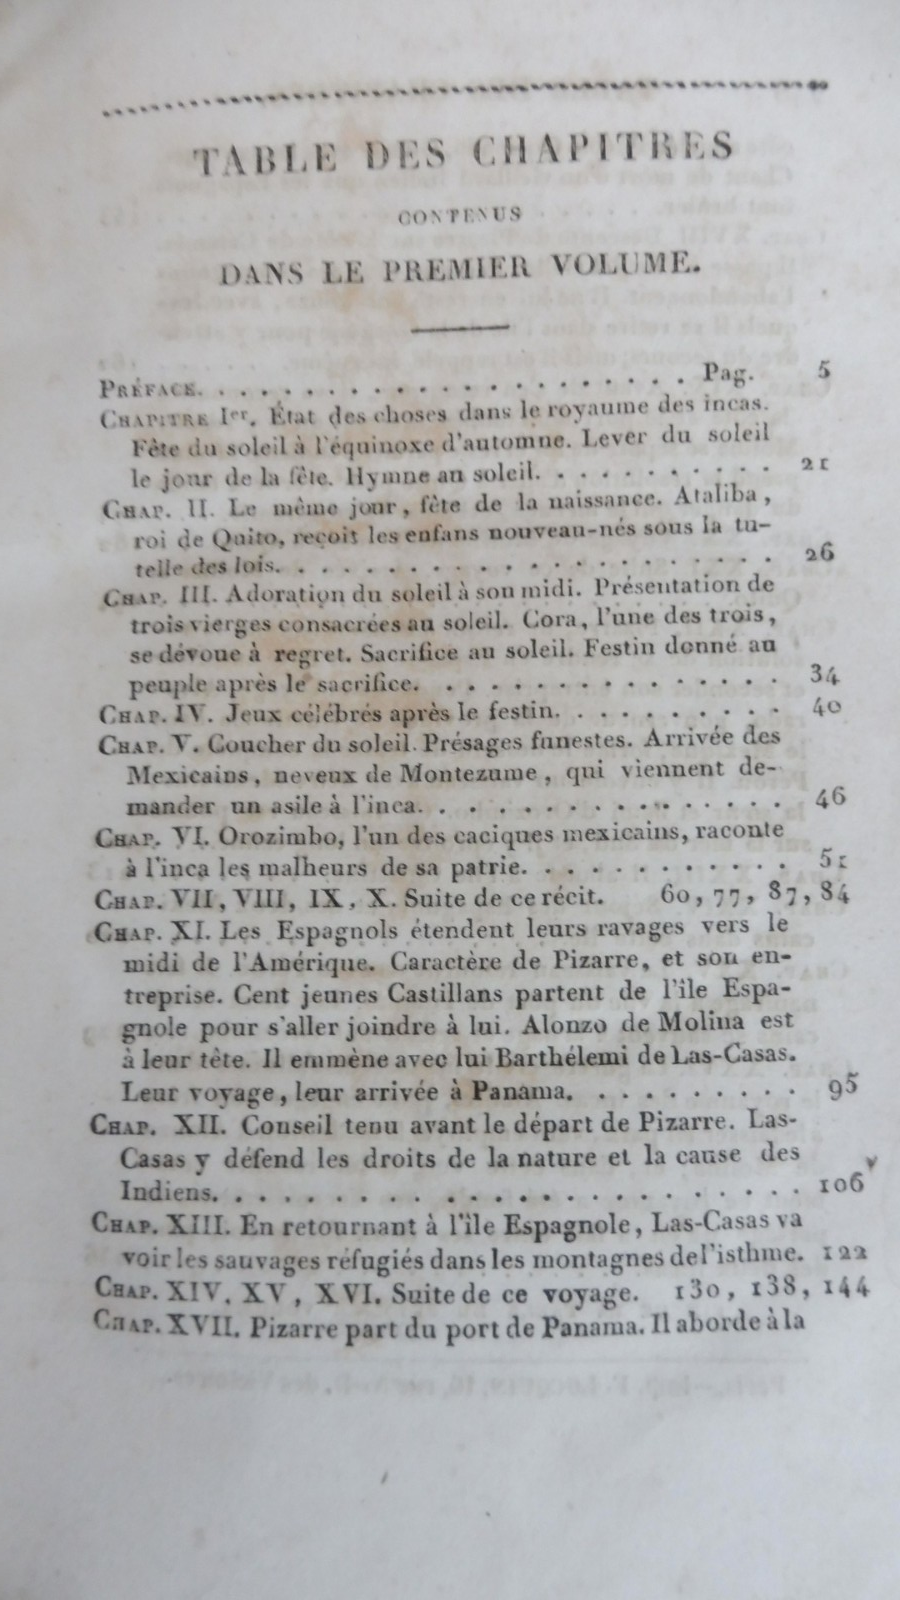 TABLE DES CHAPITRES
CONTENUS
DANS LE PREMIER VOLUME.
PRÉFACE. . . . . . . . . . . . . . . . . . . . Pag. 5
CHAPITRE Ier. État des choses dans le royaume des incas.
Fête du soleil à l'équinoxe d'automne. Lever du soleil
le jour de la fête. Hymne au soleil. . . . . . . . . . . 21
CHAP. II. Le même jour, fête de la naissance. Ataliba,
roi de Quito, reçoit les enfans nouveau-nés sous la tu-
telle des lois. . . . . . . . . . . . . . . . . . . . . 26
CHAP. III. Adoration du soleil à son midi. Présentation de
trois vierges consacrées au soleil. Cora, l'une des trois,
se dévoue à regret. Sacrifice au soleil. Festin donné au
peuple après le sacrifice. . . . . . . . . . . . . . . . 34
CHAP. IV. Jeux célébrés après le festin. . . . . . . . . . 40
CHAP. V. Coucher du soleil. Présages funestes. Arrivée des
Mexicains, neveux de Montezume, qui viennent de-
mander un asile à l'inca. . . . . . . . . . . . . . . . 46
CHAP. VI. Orozimbo, l'un des caciques mexicains, raconte
à l'inca les malheurs de sa patrie. . . . . . . . . . . . 51
CHAP. VII, VIII, IX, X. Suite de ce récit. 60, 77, 87, 84
CHAP. XI. Les Espagnols étendent leurs ravages vers le
midi de l'Amérique. Caractère de Pizarre, et son en-
treprise. Cent jeunes Castillans partent de l'île Espa-
gnole pour s'aller joindre à lui. Alonzo de Molina est
à leur tête. Il emmène avec lui Barthélemi de Las-Casas.
Leur voyage, leur arrivée à Panama. . . . . . . . . . 95
CHAP. XII. Conseil tenu avant le départ de Pizarre. Las-
Casas y défend les droits de la nature et la cause des
Indiens. . . . . . . . . . . . . . . . . . . . . . . . 106
CHAP. XIII. En retournant à l'île Espagnole, Las-Casas va
voir les sauvages réfugiés dans les montagnes de l'isthme. 122
CHAP. XIV, XV, XVI. Suite de ce voyage. 130, 138, 144
CHAP. XVII. Pizarre part du port de Panama. Il aborde à la